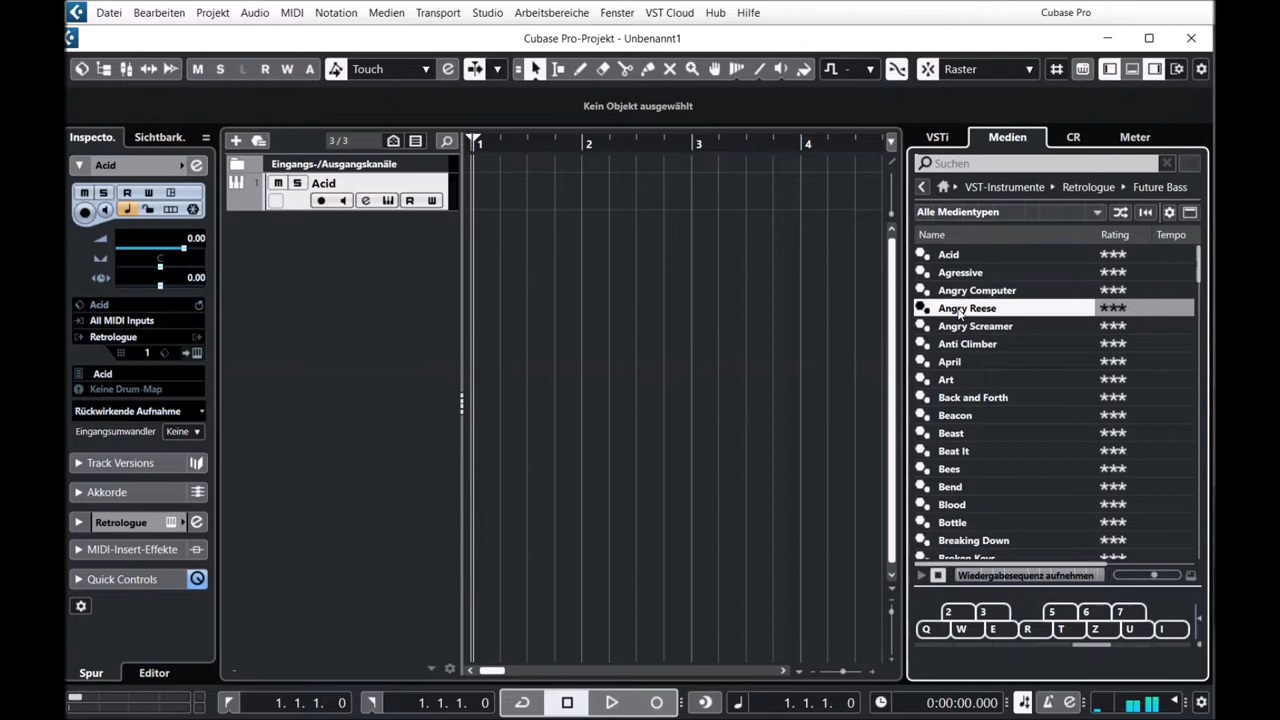 Datei Bearbeiten Projekt Audio MIDI Notation Medien Transport Studio Arbeitsbereiche Fenster VST Cloud Hub Hilfe Cubase Pro
Cubase Pro-Projekt - Unbenannt1
M S L R W A Touch Raster
Kein Objekt ausgewählt
Inspecto. Sichtbark. 3/3 1 2 3 4 VSTi Medien CR Meter
Acid
M S R W
0.00
C
0.00
Acid
All MIDI Inputs
Retrologue
1
Acid
Keine Drum-Map
Rückwirkende Aufnahme
Eingangsumwandler Keine
Track Versions
Akkorde
Retrologue
MIDI-Insert-Effekte
Quick Controls
Spur Editor
Eingangs-/Ausgangskanäle
1 M S Acid
R W
Suchen
VST-Instrumente Retrologue Future Bass
Alle Medientypen
Name Rating Tempo
Acid ***
Agressive ***
Angry Computer ***
Angry Reese ***
Angry Screamer ***
Anti Climber ***
April ***
Art ***
Back and Forth ***
Beacon ***
Beast ***
Beat It ***
Bees ***
Bend ***
Blood ***
Bottle ***
Breaking Down ***
Broken Keys
Wiedergabesequenz aufnehmen
2 3 5 6 7
Q W E R T Z U I
1. 1. 1. 0 1. 1. 1. 0 1. 1. 1. 0 0:00:00.000